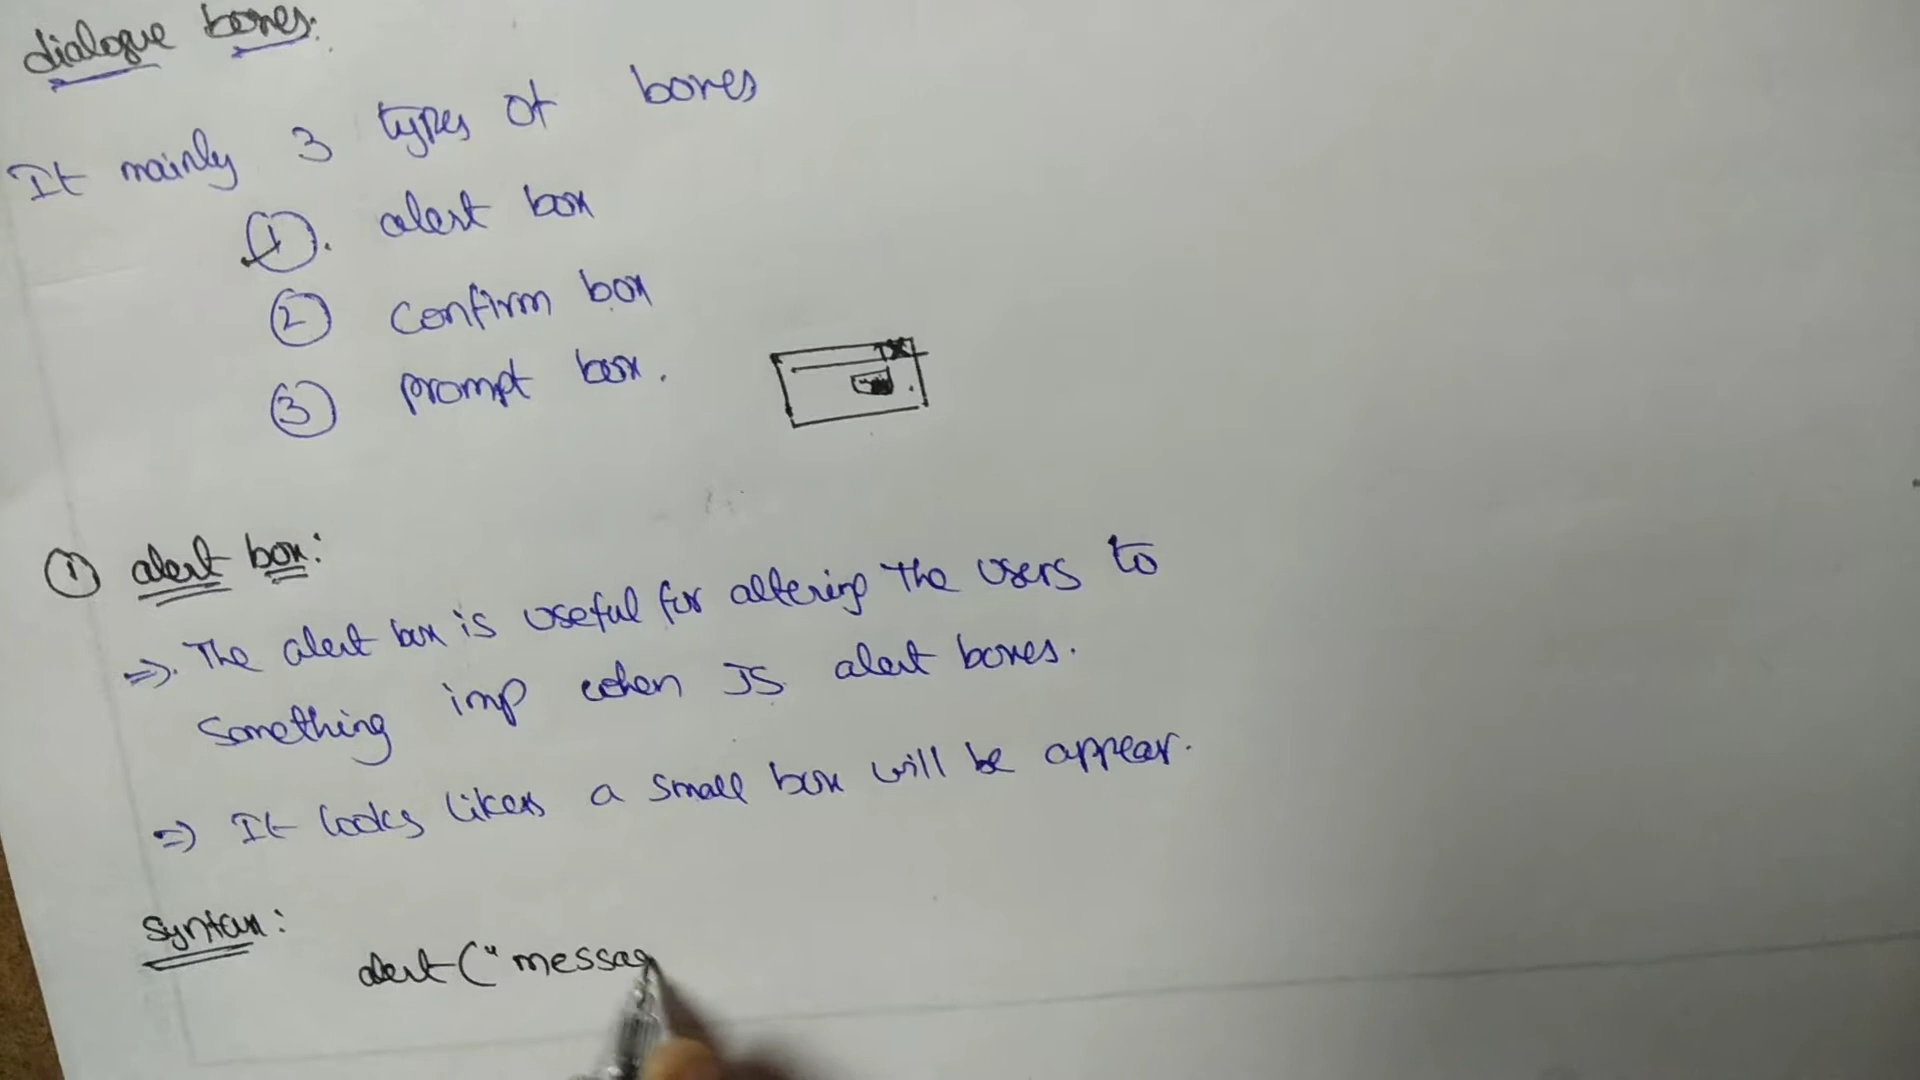 dialogue boxes:
It mainly 3 types of boxes
①. alert box
② confirm box
③ prompt box.
① alert box:
⇒. The alert box is useful for altering the users to
something imp when JS alert boxes.
⇒ It looks likes a small box will be appear.
syntax:
alert("messag